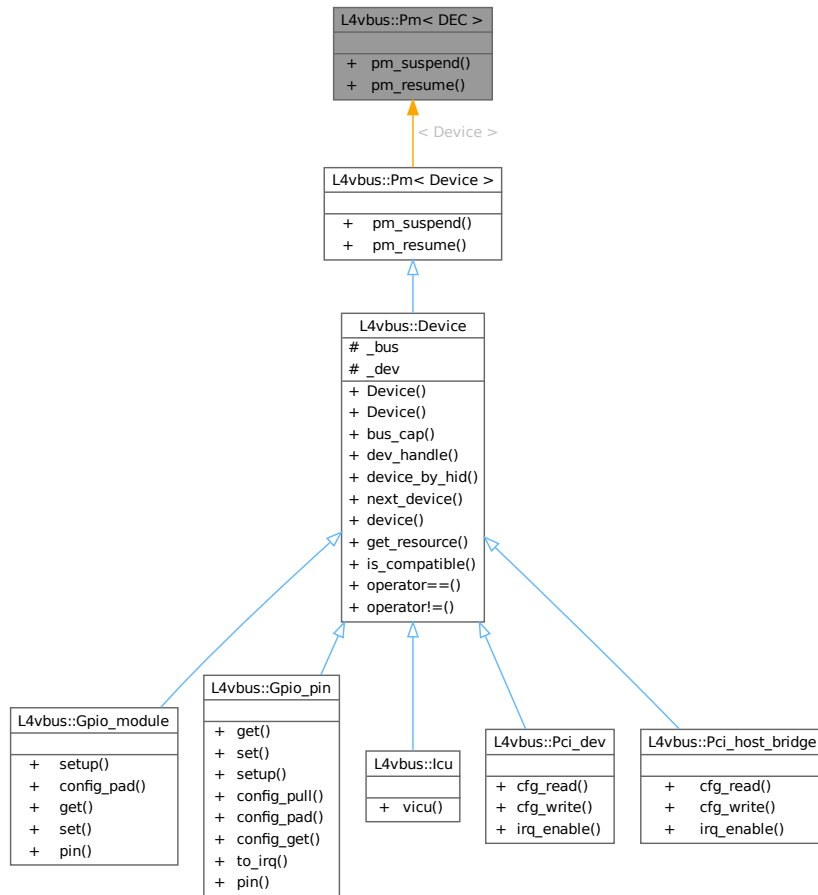 L4vbus::Pm< DEC >
+ pm_suspend()
+ pm_resume()
< Device >
L4vbus::Pm< Device >
+ pm_suspend()
+ pm_resume()
L4vbus::Device
# _bus
# _dev
+ Device()
+ Device()
+ bus_cap()
+ dev_handle()
+ device_by_hid()
+ next_device()
+ device()
+ get_resource()
+ is_compatible()
+ operator==()
+ operator!=()
L4vbus::Gpio_module
+ setup()
+ config_pad()
+ get()
+ set()
+ pin()
L4vbus::Gpio_pin
+ get()
+ set()
+ setup()
+ config_pull()
+ config_pad()
+ config_get()
+ to_irq()
+ pin()
L4vbus::Icu
+ vicu()
L4vbus::Pci_dev
+ cfg_read()
+ cfg_write()
+ irq_enable()
L4vbus::Pci_host_bridge
+ cfg_read()
+ cfg_write()
+ irq_enable()